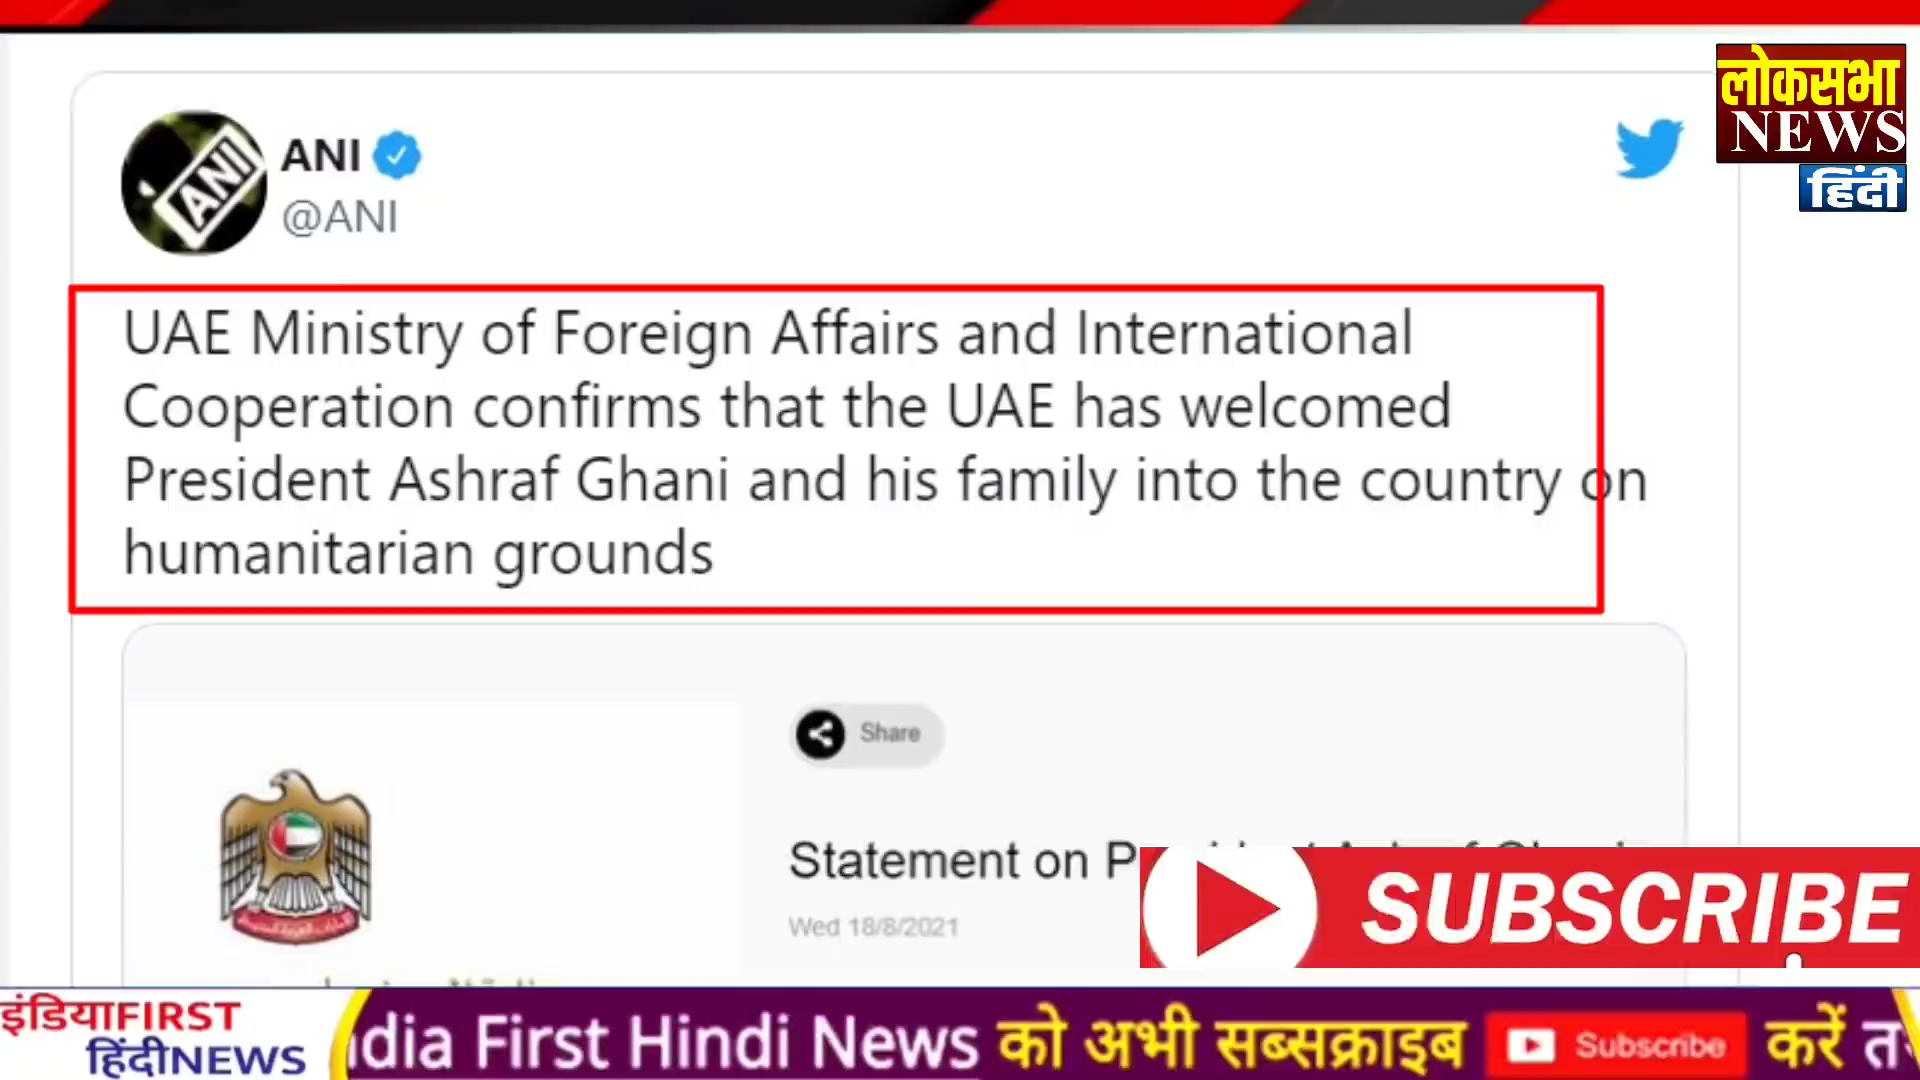 लोकसभा
NEWS
हिंदी
ANI
ANI
@ANI
UAE Ministry of Foreign Affairs and International
Cooperation confirms that the UAE has welcomed
President Ashraf Ghani and his family into the country on
humanitarian grounds
Share
Statement on
Wed 18/8/2021
SUBSCRIBE
इंडियाFIRST
हिंदीNEWS
dia First Hindi News को अभी सब्सक्राइब Subscribe करें